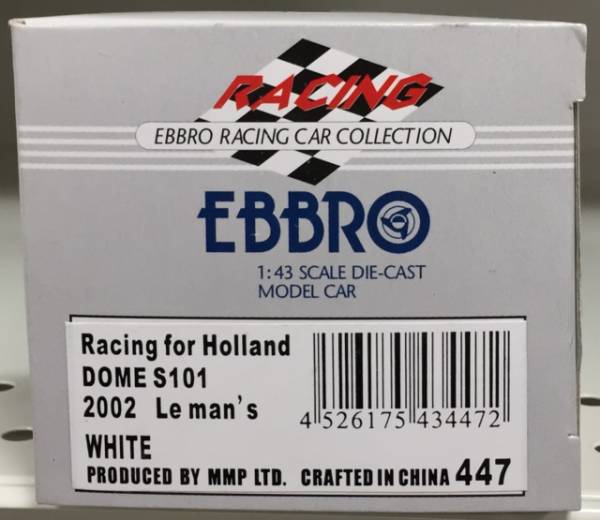 RACING
EBBRO RACING CAR COLLECTION
EBBRO
1:43 SCALE DIE-CAST
MODEL CAR
Racing for Holland
DOME S101
2002 Le man's
4 526175 434472
WHITE
PRODUCED BY MMP LTD. CRAFTED IN CHINA 447